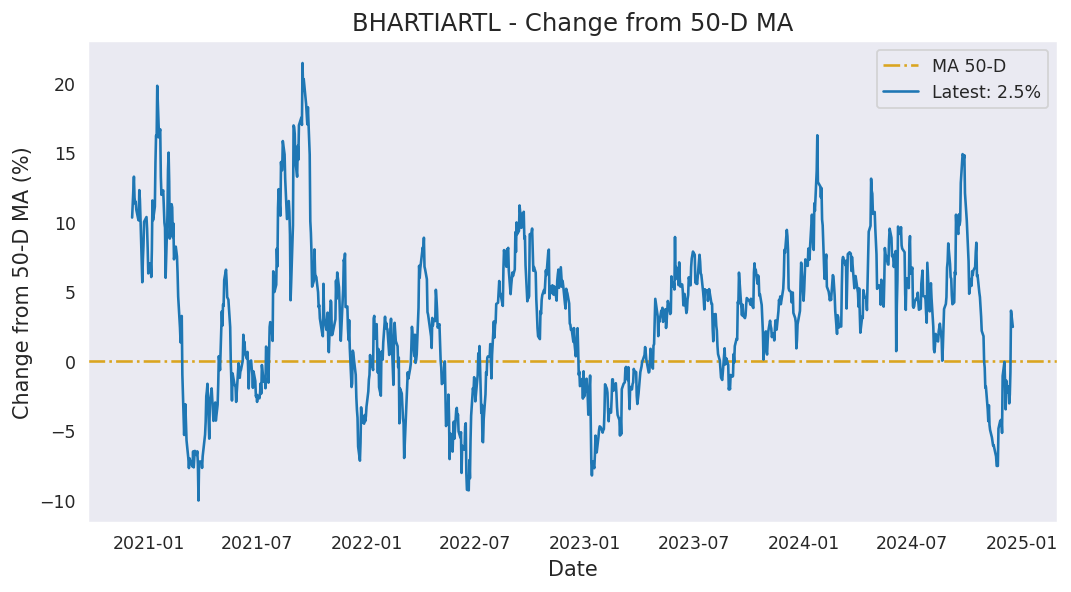 BHARTIARTL - Change from 50-D MA
MA 50-D
Latest: 2.5%
Change from 50-D MA (%)
20
15
10
5
0
−5
−10
2021-01 2021-07 2022-01 2022-07 2023-01 2023-07 2024-01 2024-07 2025-01
Date